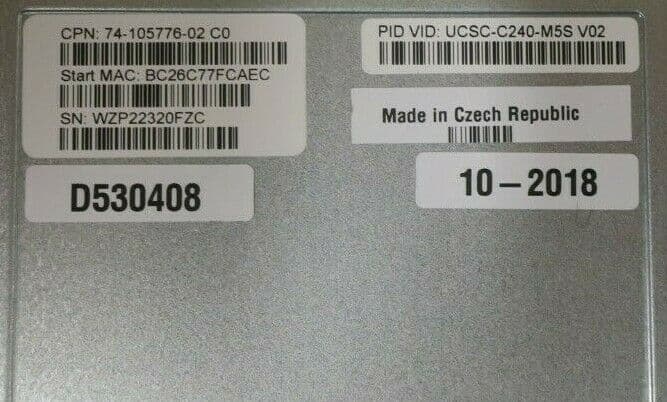 CPN: 74-105776-02 C0
Start MAC: BC26C77FCAEC
SN: WZP22320FZC
D530408
PID VID: UCSC-C240-M5S V02
Made in Czech Republic
10-2018